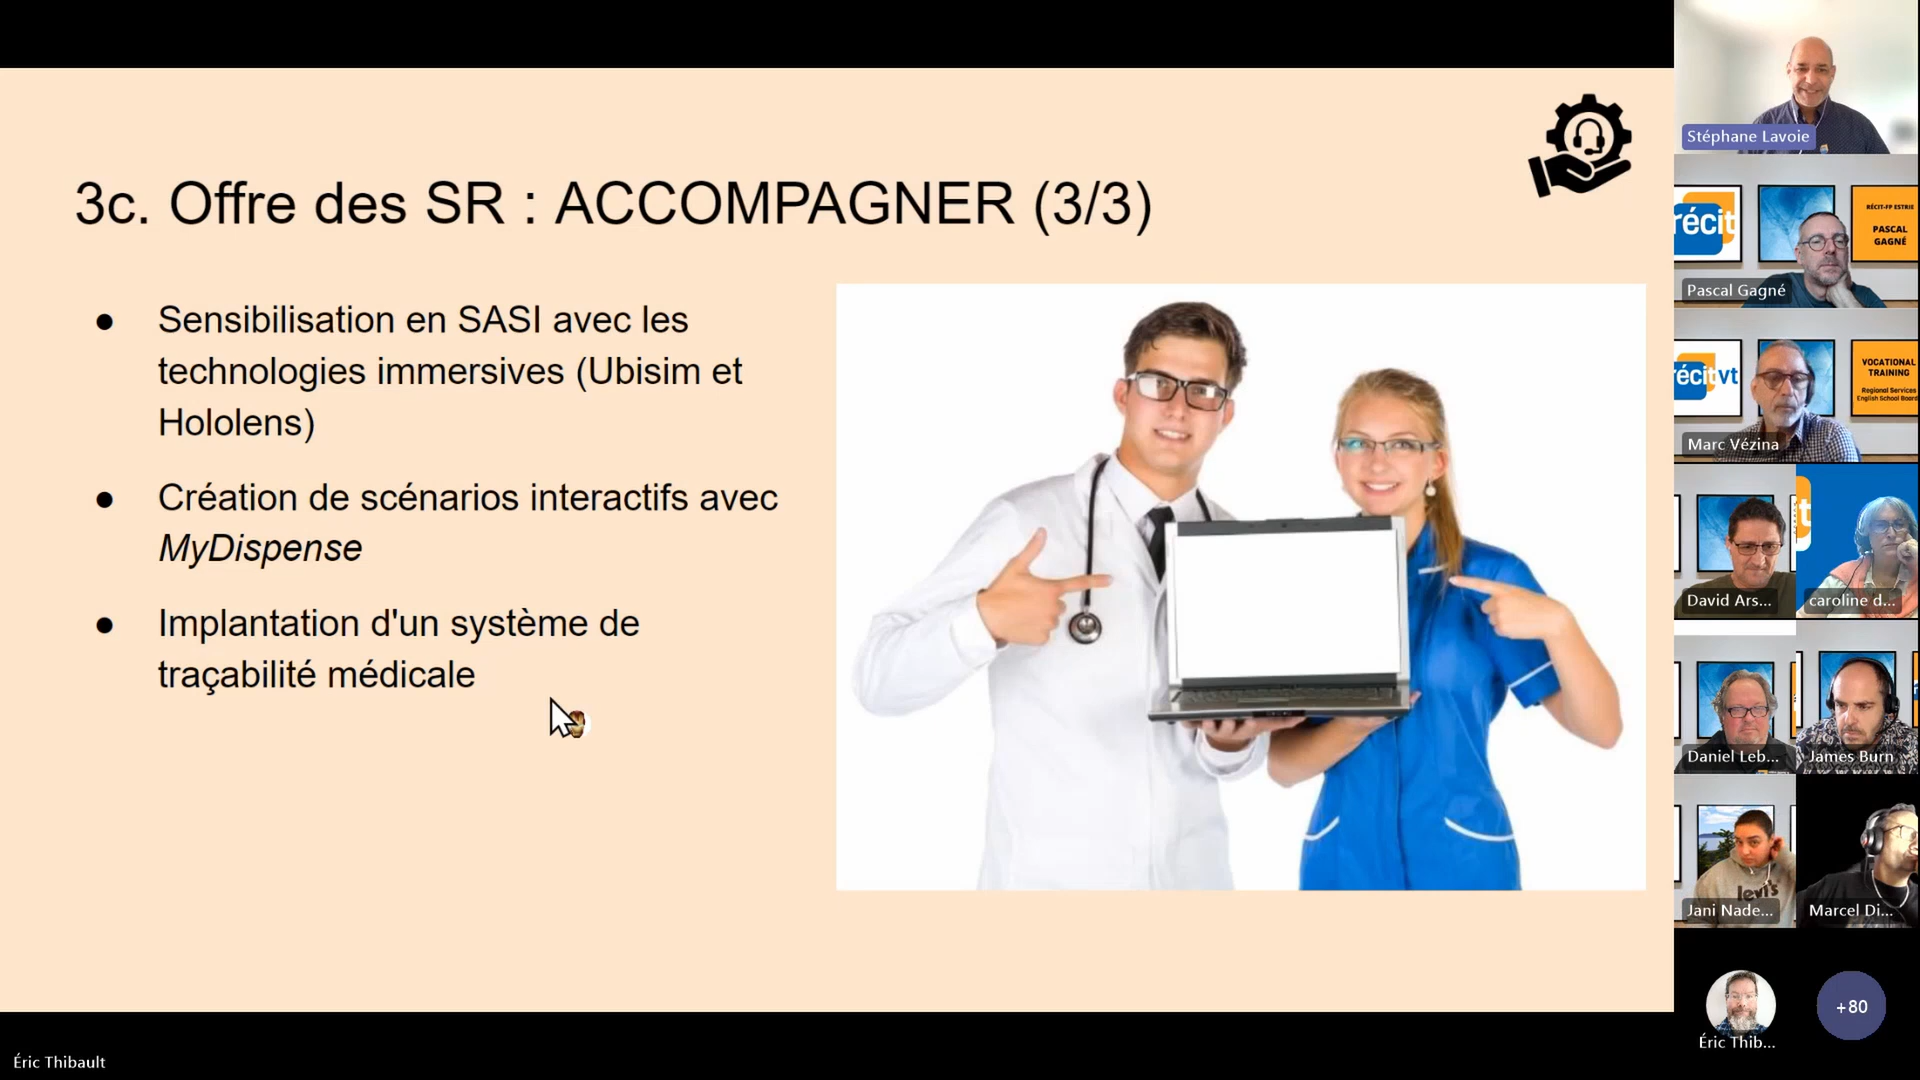 3c. Offre des SR : ACCOMPAGNER (3/3)
● Sensibilisation en SASI avec les
technologies immersives (Ubisim et
Hololens)
● Création de scénarios interactifs avec
MyDispense
● Implantation d'un système de
traçabilité médicale
Éric Thibault
Stéphane Lavoie
récit
RÉCIT-FP ESTRIE
PASCAL
GAGNÉ
Pascal Gagné
récitvt
VOCATIONAL
TRAINING
Regional Services
English School Board
Marc Vézina
David Ars...
caroline d...
Daniel Leb...
James Burn
levi's
Jani Nade...
Marcel Di...
Éric Thib...
+80